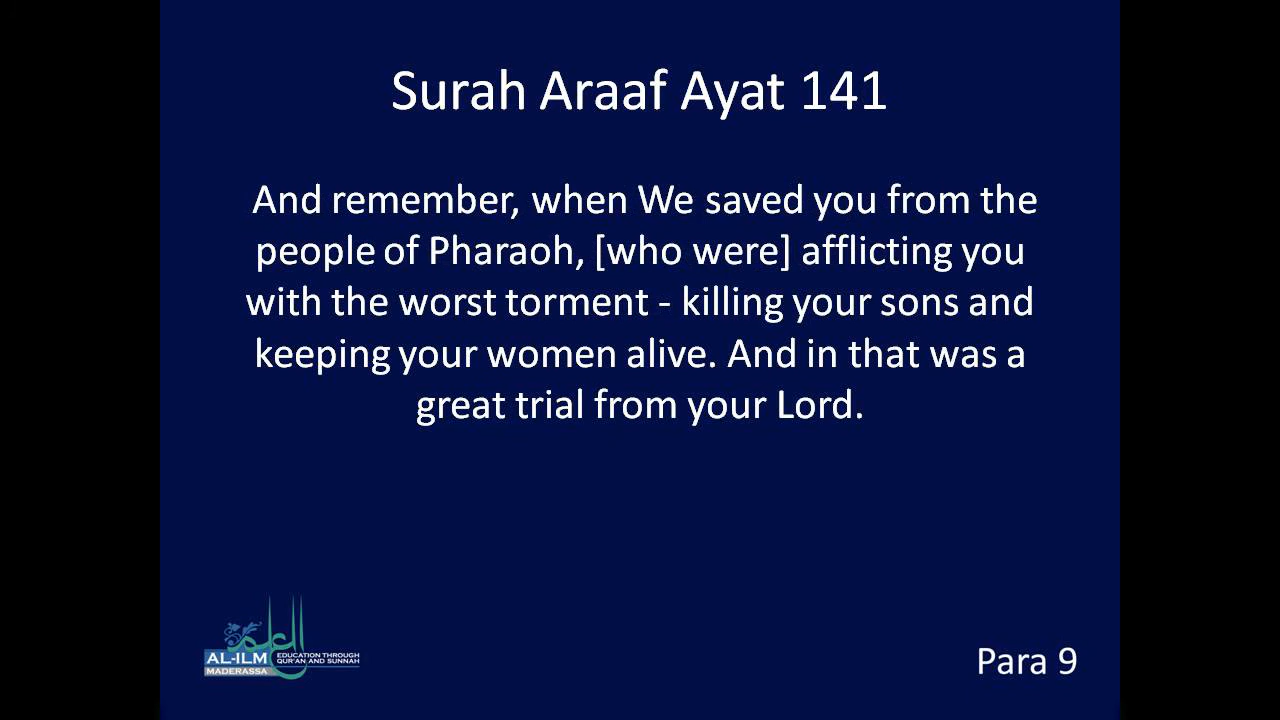 Surah Araaf Ayat 141
And remember, when We saved you from the
people of Pharaoh, [who were] afflicting you
with the worst torment - killing your sons and
keeping your women alive. And in that was a
great trial from your Lord.
العلم
AL-ILM
MADERASSA
EDUCATION THROUGH
QUR'AN AND SUNNAH
Para 9